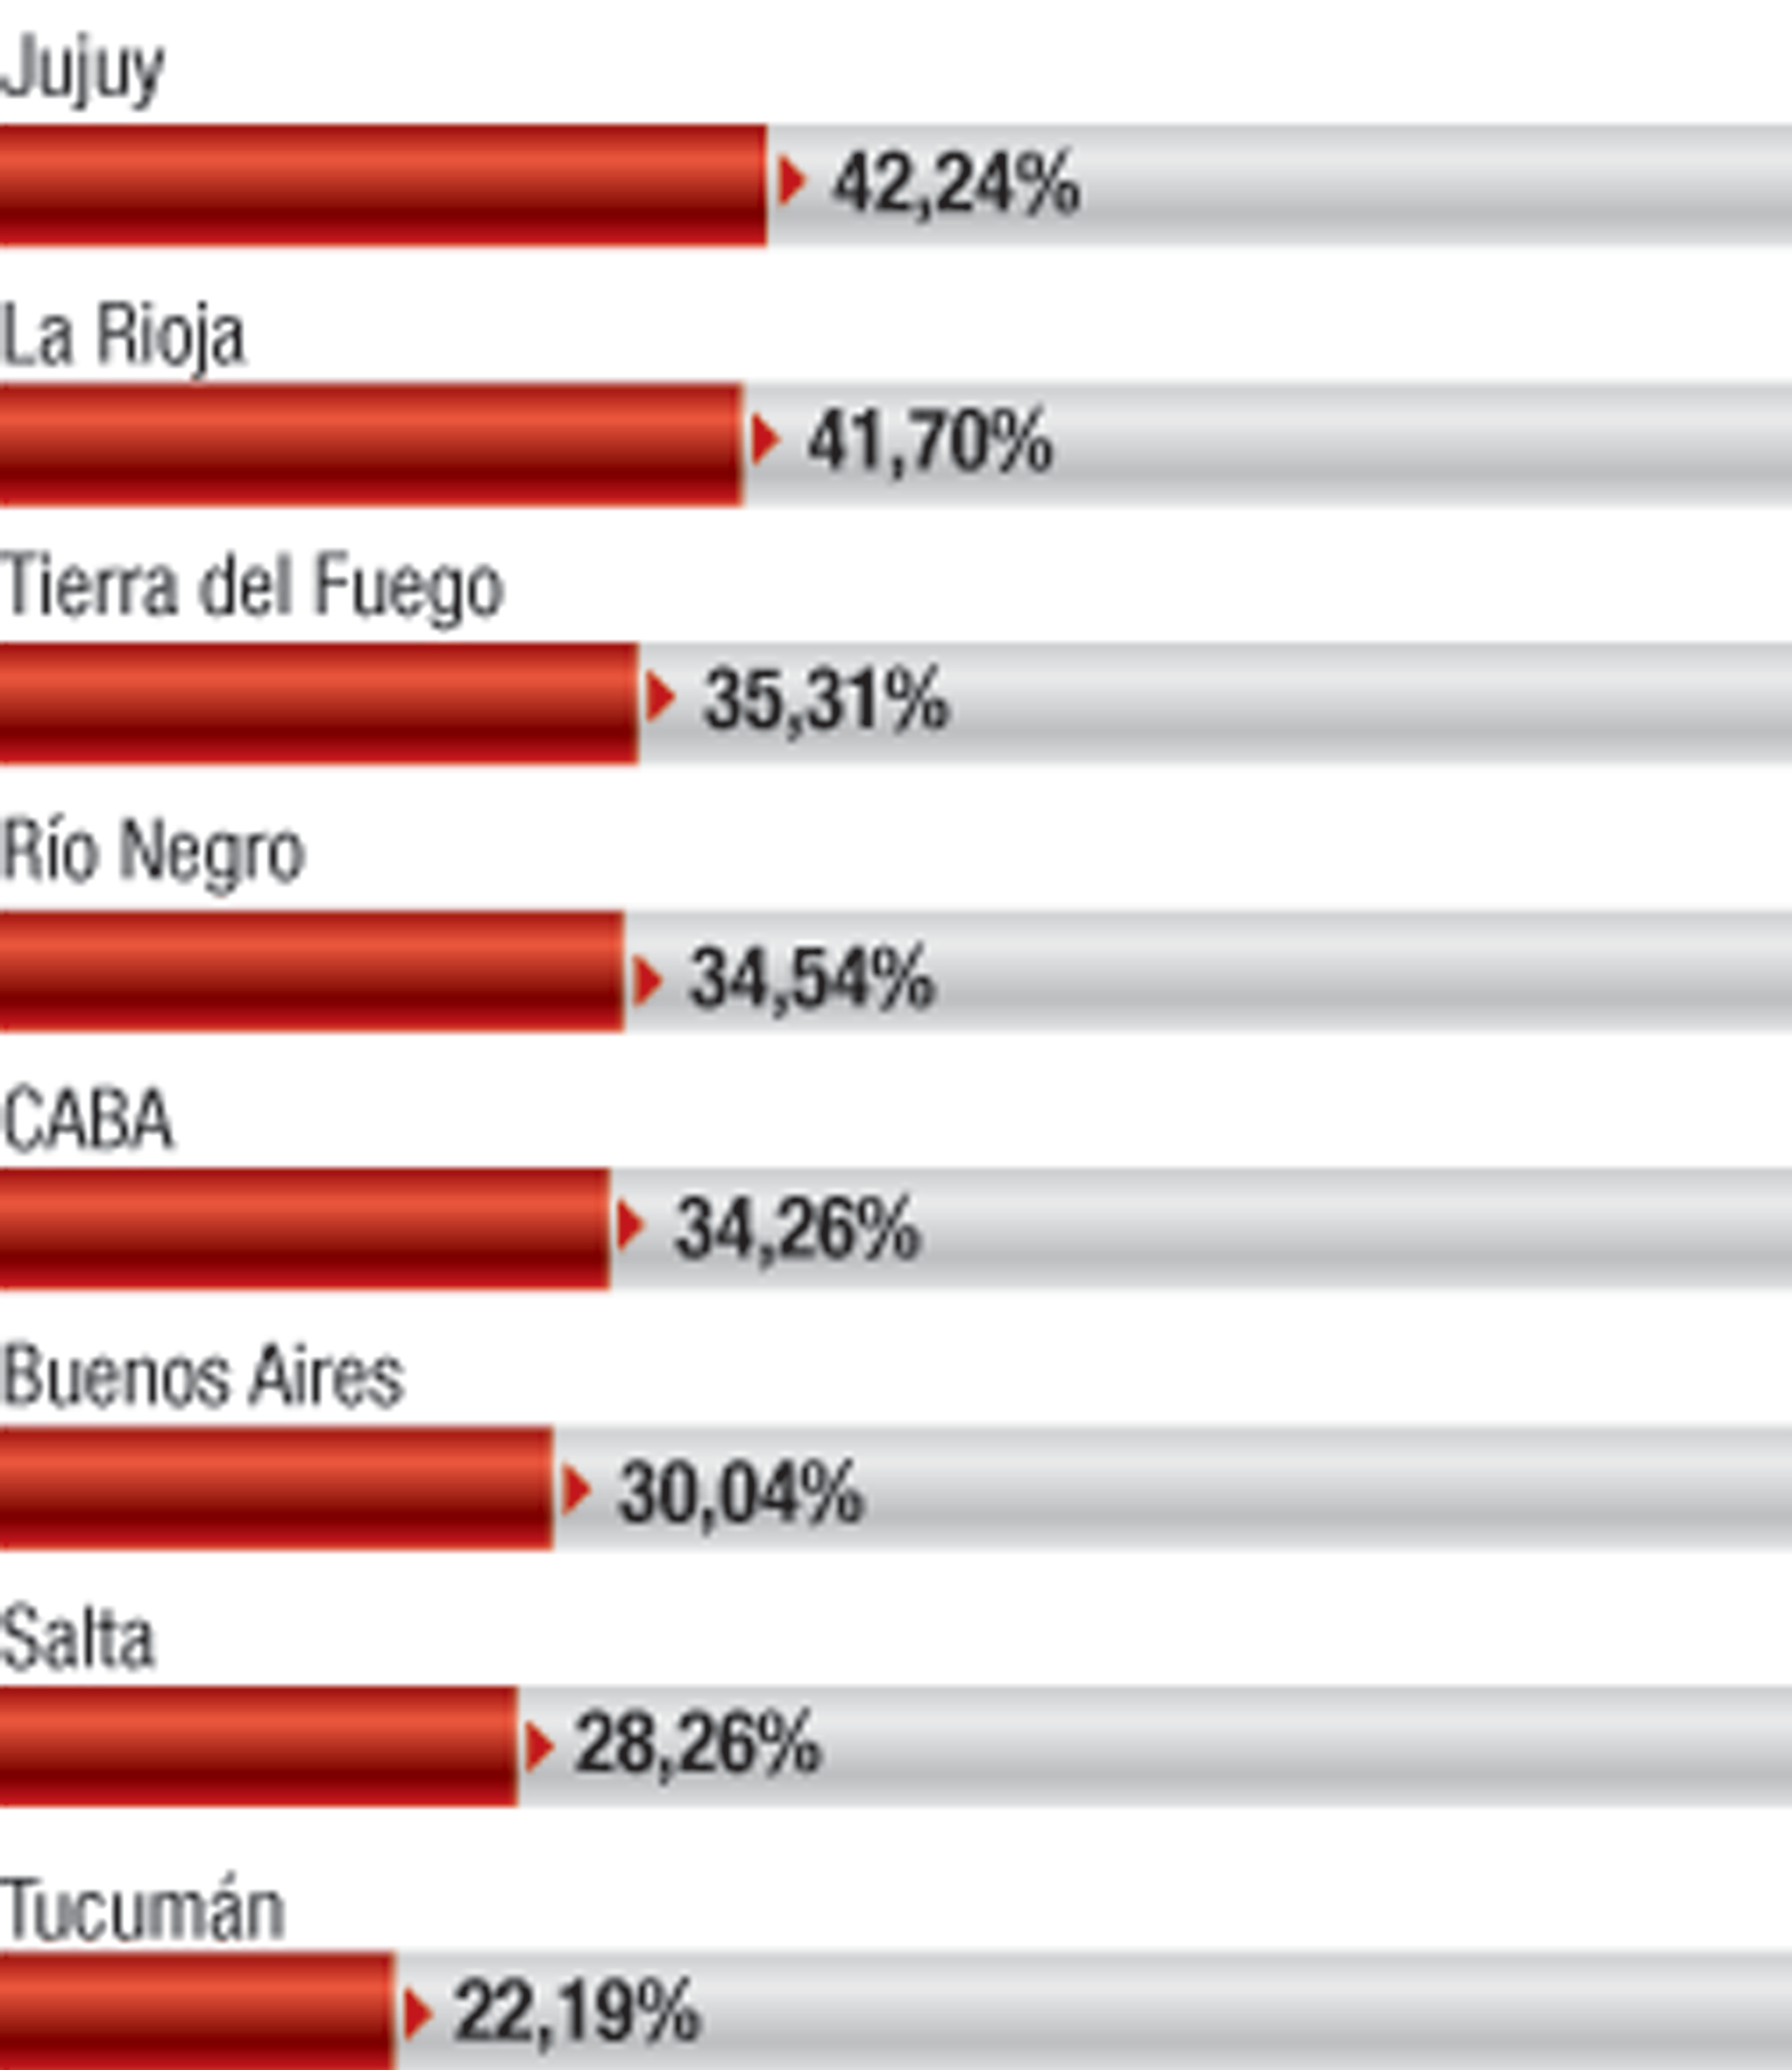 Jujuy
42,24%
La Rioja
41,70%
Tierra del Fuego
35,31%
Río Negro
34,54%
CABA
34,26%
Buenos Aires
30,04%
Salta
28,26%
Tucumán
22,19%